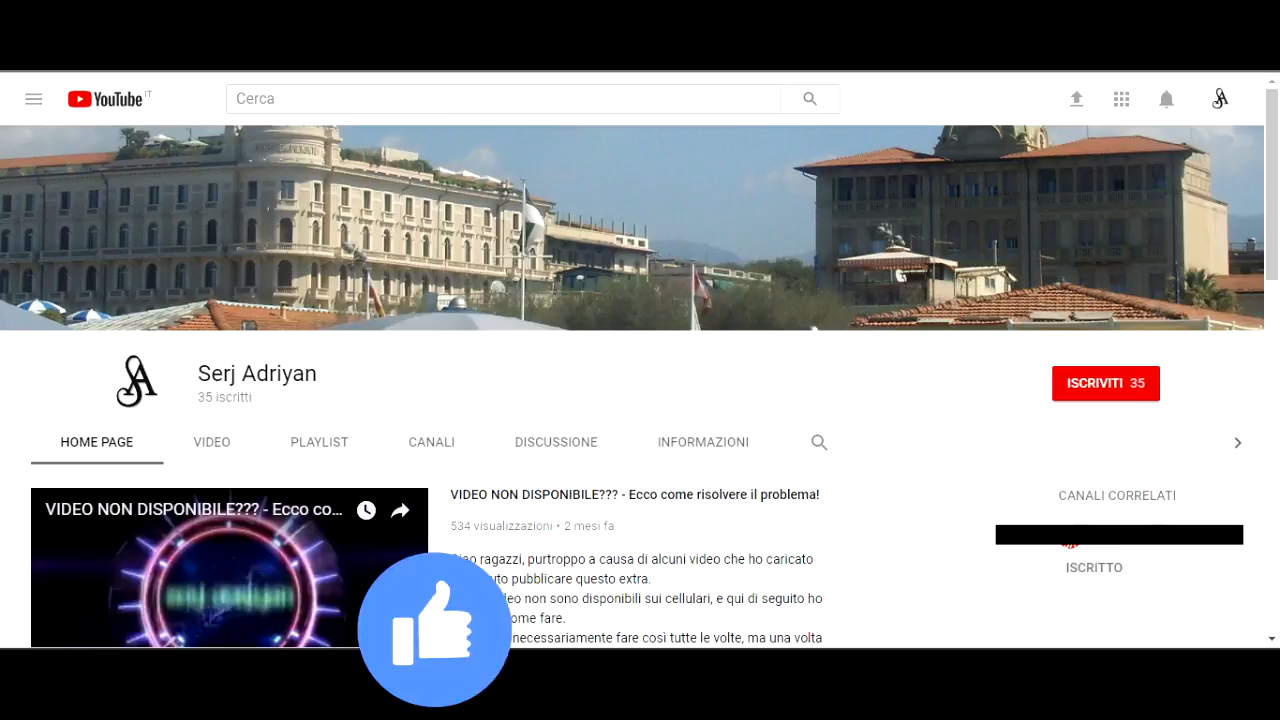 YouTube IT
Cerca
Serj Adriyan
35 iscritti
ISCRIVITI 35
HOME PAGE VIDEO PLAYLIST CANALI DISCUSSIONE INFORMAZIONI
VIDEO NON DISPONIBILE??? - Ecco co...
VIDEO NON DISPONIBILE??? - Ecco come risolvere il problema!
534 visualizzazioni • 2 mesi fa
ragazzi, purtroppo a causa di alcuni video che ho caricato
pubblicare questo extra.
non sono disponibili sui cellulari, e qui di seguito ho
ome fare.
necessariamente fare così tutte le volte, ma una volta
CANALI CORRELATI
ISCRITTO